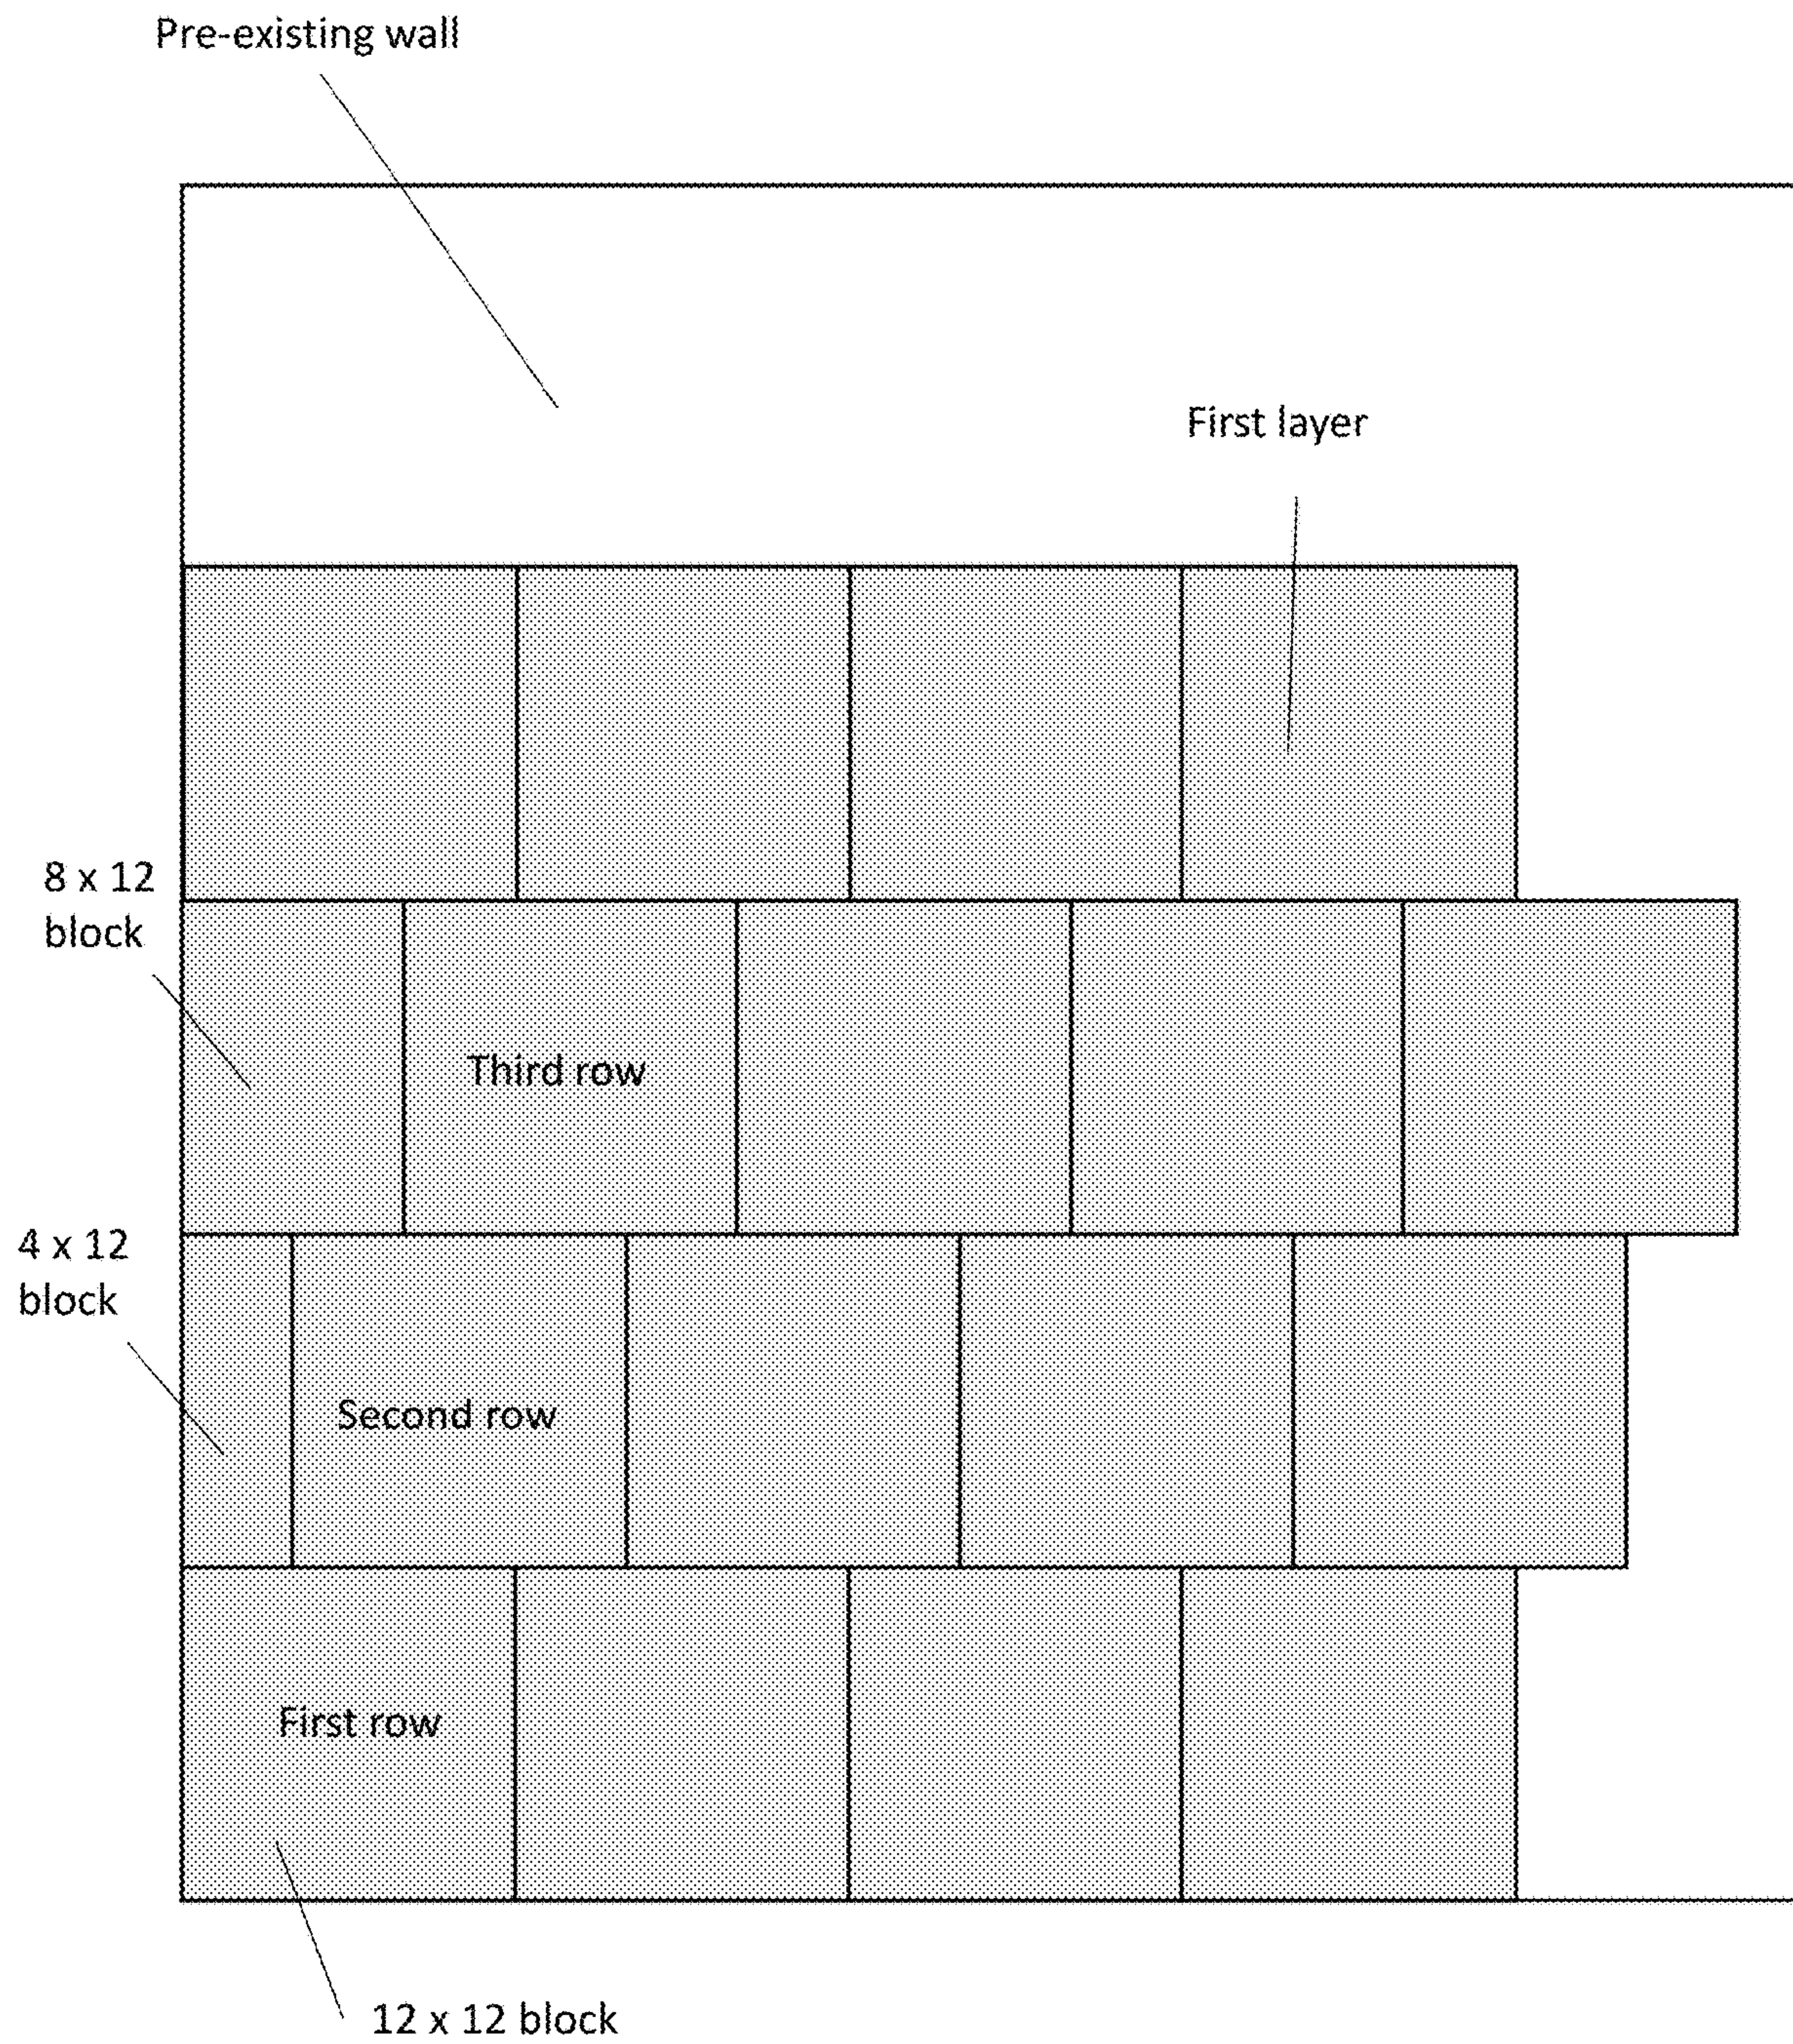 Pre-existing wall
First layer
8 x 12
block
Third row
4 x 12
block
Second row
First row
12 x 12 block